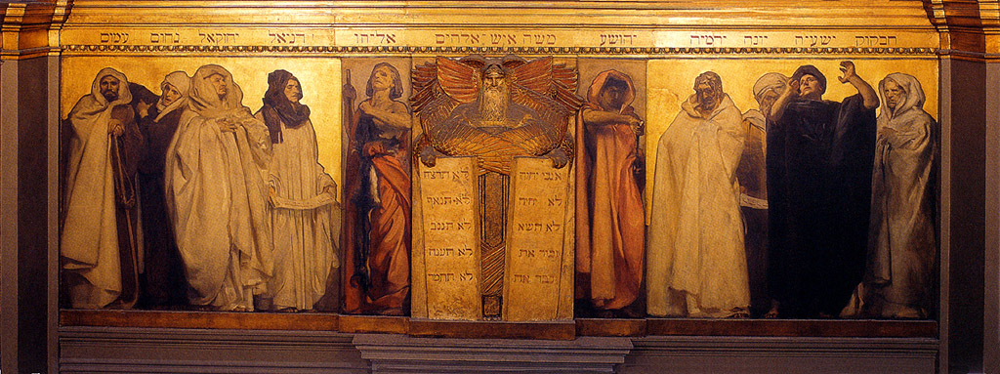 חבקוק ישעיה יונה ירמיה יהושע משה איש אלהים אליהו דניאל יחזקאל נחום עמוס
אנכי יהוה
לא יהיה
לא תשא
זכור את
כבד את
לא תרצח
לא תנאף
לא תגנב
לא תענה
לא תחמד